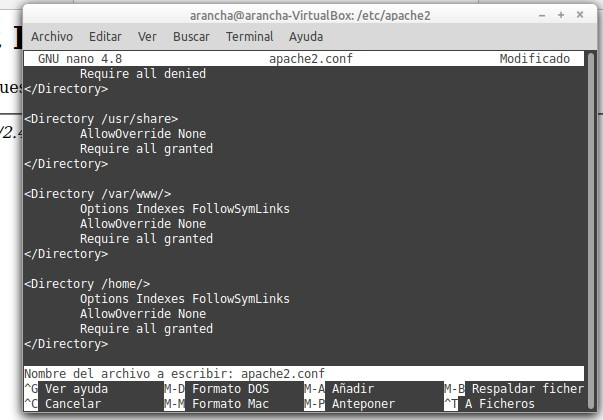 arancha@arancha-VirtualBox: /etc/apache2
Archivo Editar Ver Buscar Terminal Ayuda
GNU nano 4.8 apache2.conf Modificado
Require all denied
</Directory>
<Directory /usr/share>
AllowOverride None
Require all granted
</Directory>
<Directory /var/www/>
Options Indexes FollowSymLinks
AllowOverride None
Require all granted
</Directory>
<Directory /home/>
Options Indexes FollowSymLinks
AllowOverride None
Require all granted
</Directory>
Nombre del archivo a escribir: apache2.conf
^G Ver ayuda M-D Formato DOS M-A Añadir M-B Respaldar ficher
^C Cancelar M-M Formato Mac M-P Anteponer ^T A Ficheros